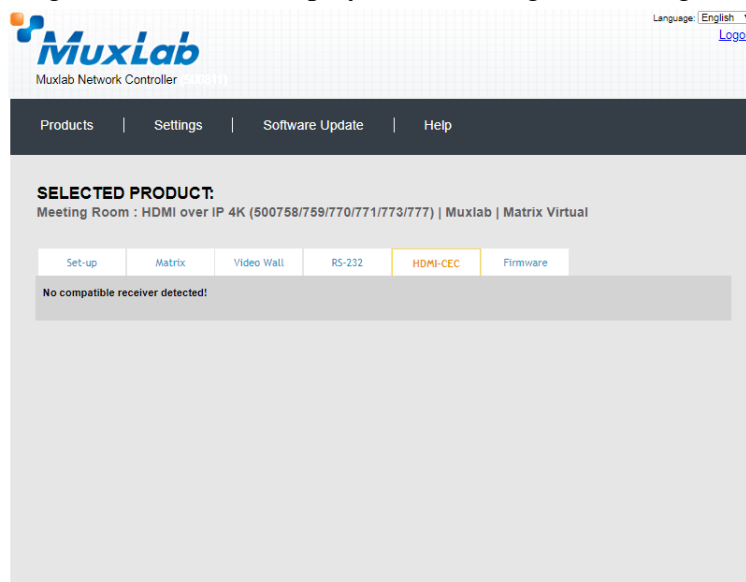 Language: English
Logo
MuxLab
Muxlab Network Controller
Products | Settings | Software Update | Help
SELECTED PRODUCT:
Meeting Room : HDMI over IP 4K (500758/759/770/771/773/777) | Muxlab | Matrix Virtual
Set-up Matrix Video Wall RS-232 HDMI-CEC Firmware
No compatible receiver detected!